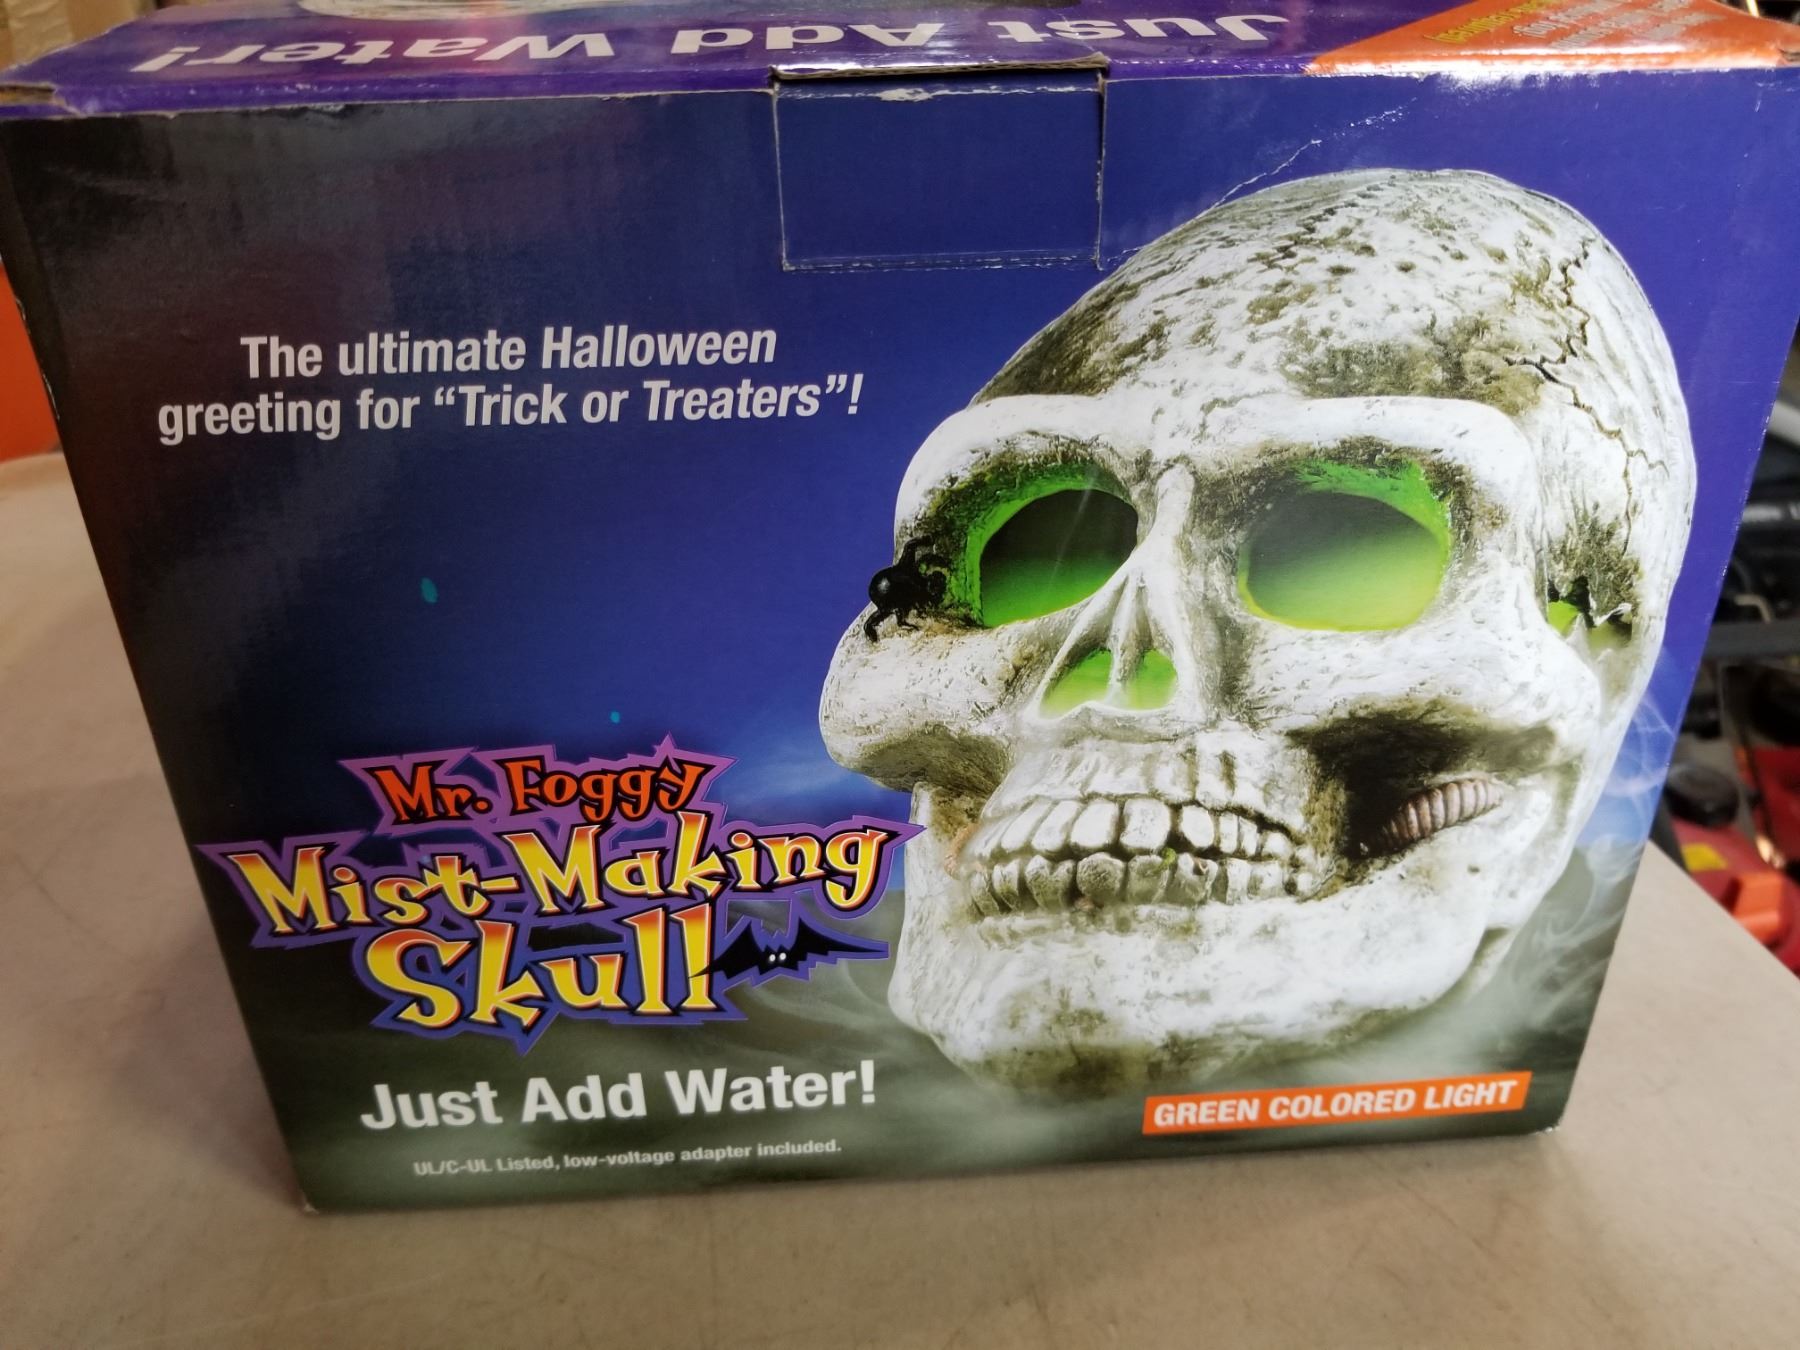 Just Add Water!
The ultimate Halloween
greeting for “Trick or Treaters”!
Mr. Foggy
Mist-Making
Skull
Just Add Water!
UL/C-UL Listed, low-voltage adapter included.
GREEN COLORED LIGHT